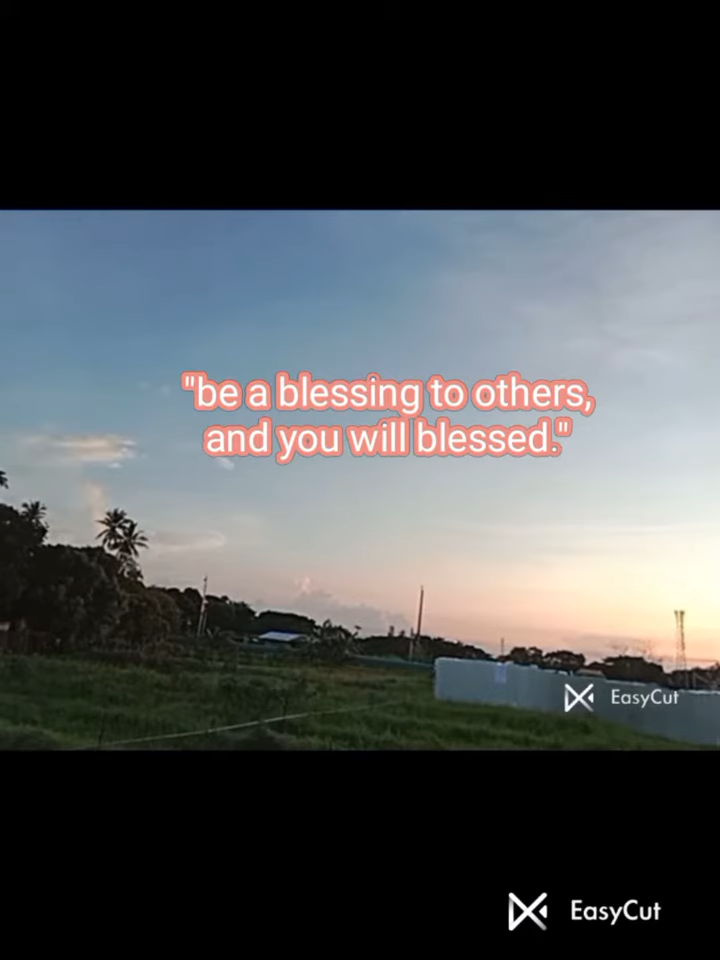 "be a blessing to others,
and you will blessed."
EasyCut
EasyCut